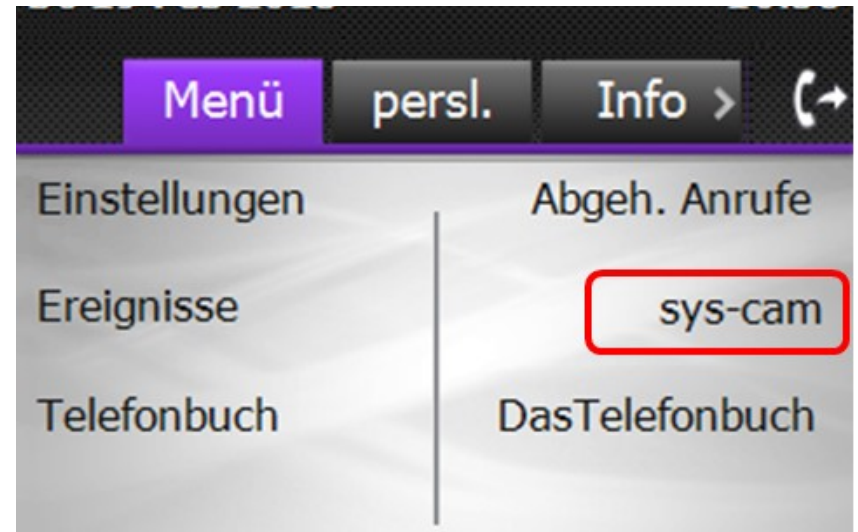 Menü persl. Info >
Einstellungen Abgeh. Anrufe
Ereignisse sys-cam
Telefonbuch DasTelefonbuch